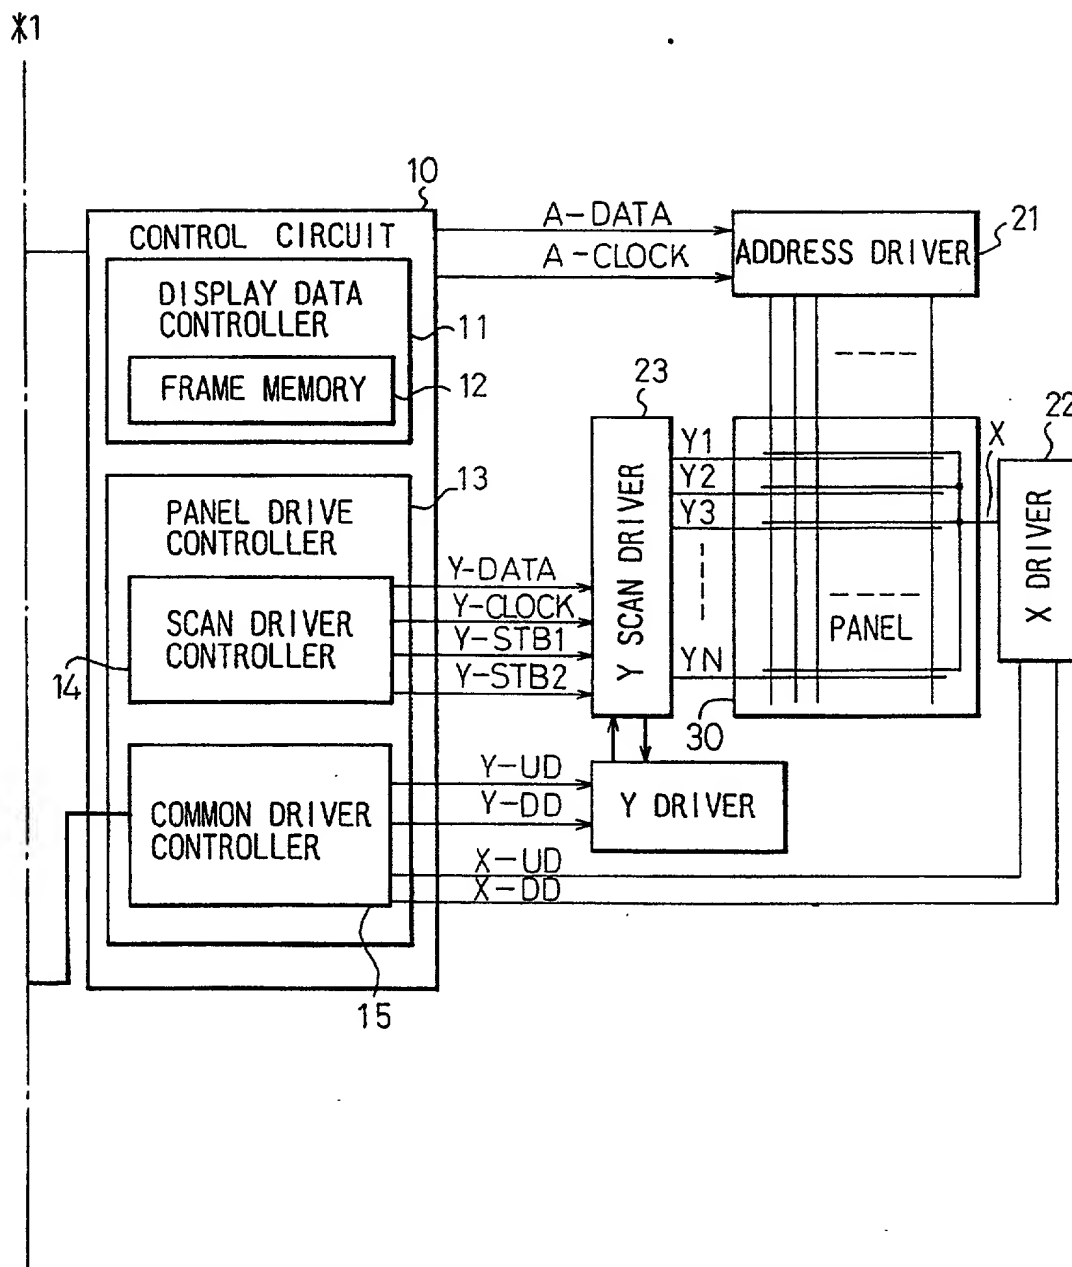 ※1
10
CONTROL CIRCUIT
DISPLAY DATA
CONTROLLER
11
FRAME MEMORY
12
13
PANEL DRIVE
CONTROLLER
SCAN DRIVER
CONTROLLER
14
COMMON DRIVER
CONTROLLER
15
A-DATA
A-CLOCK
ADDRESS DRIVER
21
Y-DATA
Y-CLOCK
Y-STB1
Y-STB2
23
Y SCAN DRIVER
Y1
Y2
Y3
YN
PANEL
30
X
22
X DRIVER
Y-UD
Y-DD
Y DRIVER
X-UD
X-DD